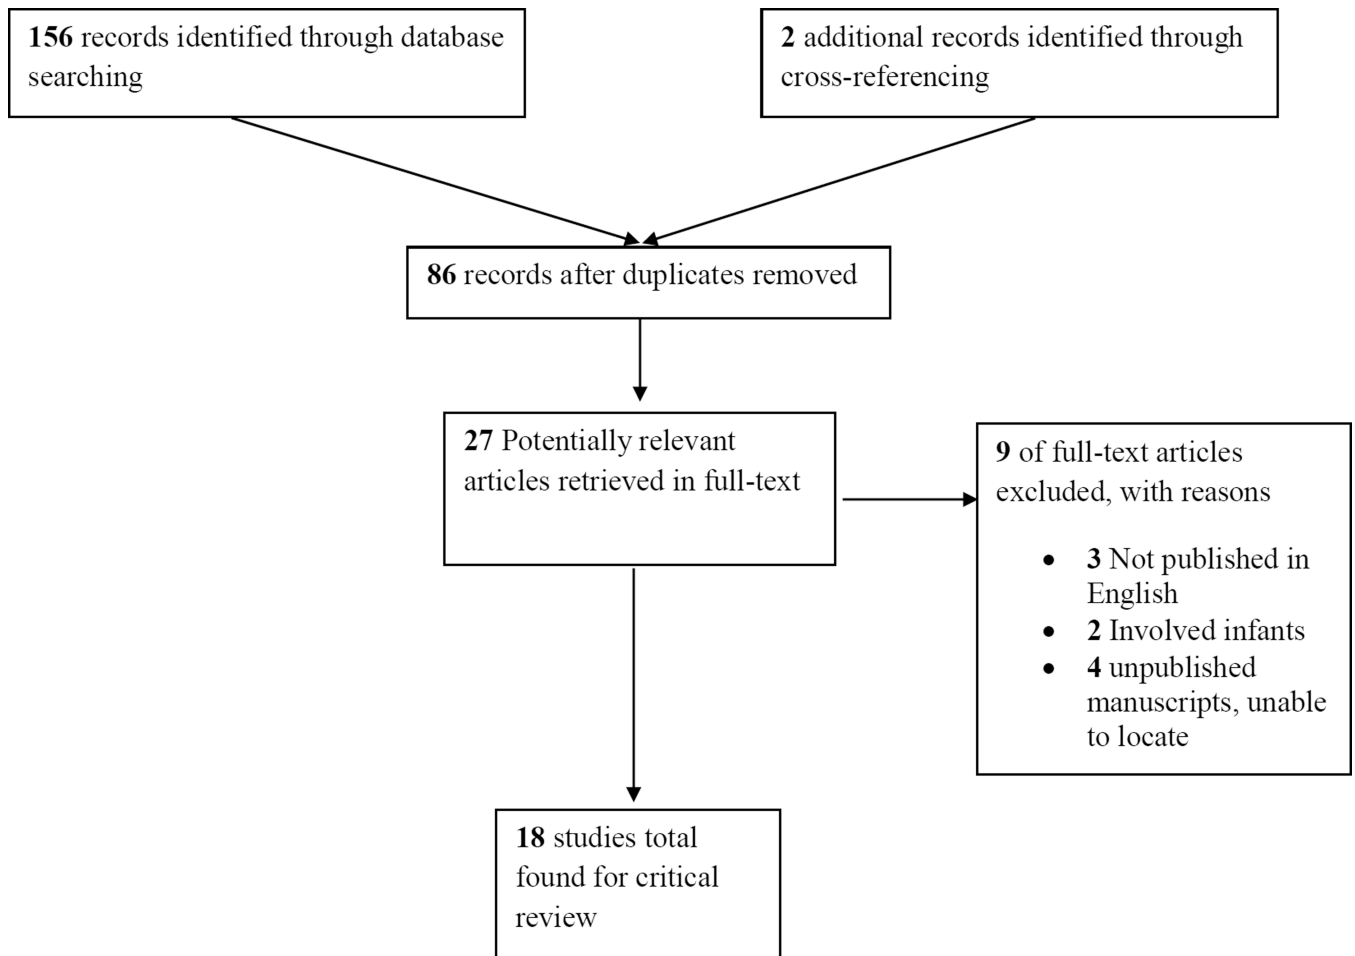 156 records identified through database
searching
2 additional records identified through
cross-referencing
86 records after duplicates removed
27 Potentially relevant
articles retrieved in full-text
9 of full-text articles
excluded, with reasons
• 3 Not published in
English
• 2 Involved infants
• 4 unpublished
manuscripts, unable
to locate
18 studies total
found for critical
review